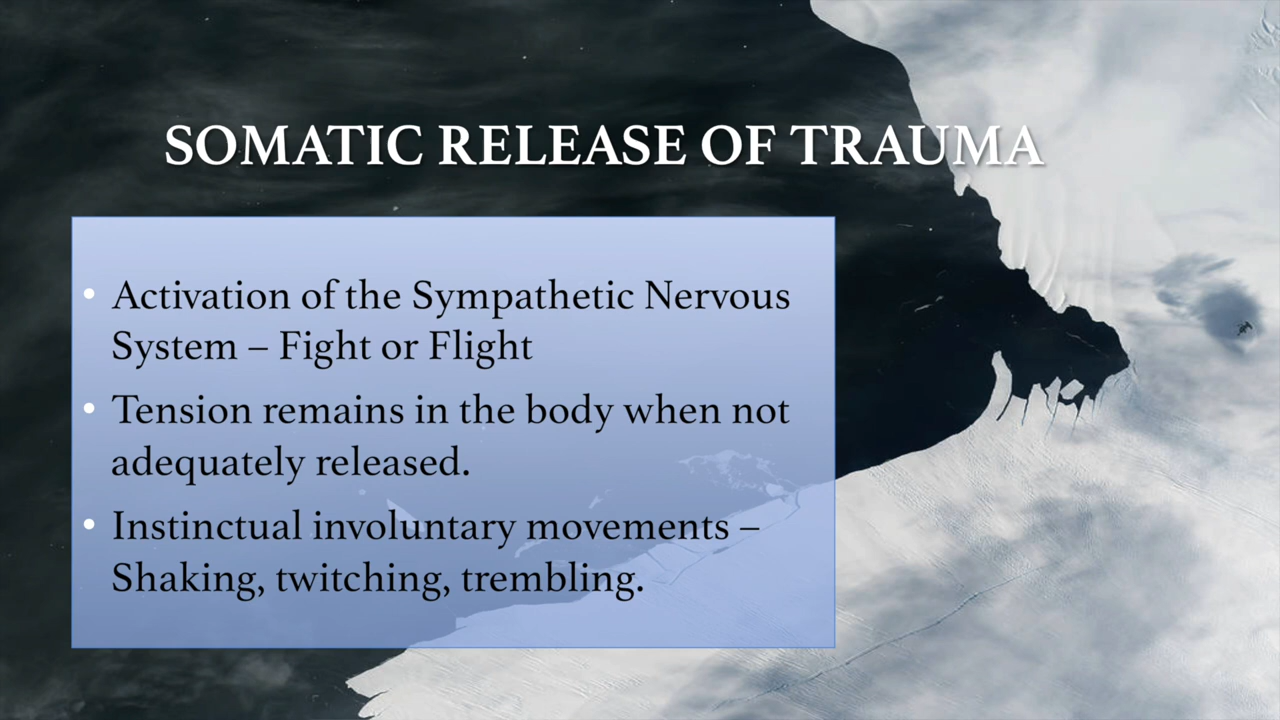 SOMATIC RELEASE OF TRAUMA
• Activation of the Sympathetic Nervous
System – Fight or Flight
• Tension remains in the body when not
adequately released.
• Instinctual involuntary movements –
Shaking, twitching, trembling.